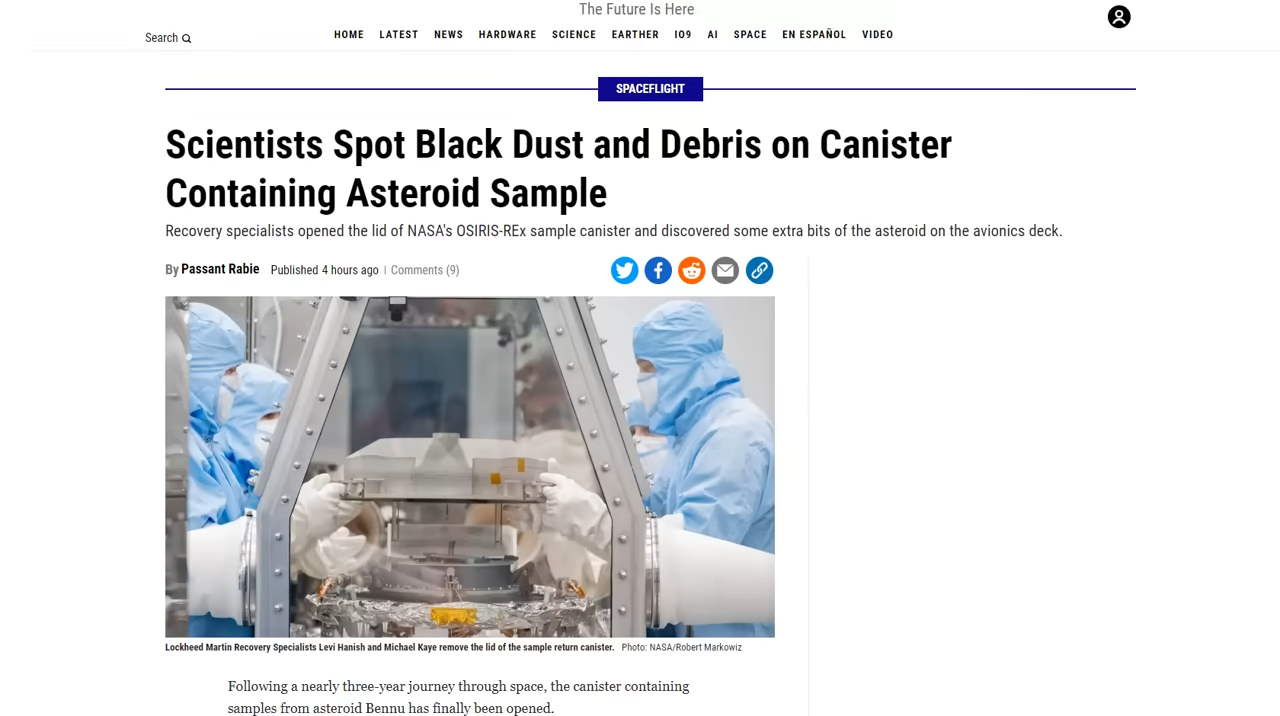 The Future Is Here
Search
HOME LATEST NEWS HARDWARE SCIENCE EARTHER IO9 AI SPACE EN ESPAÑOL VIDEO
SPACEFLIGHT
Scientists Spot Black Dust and Debris on Canister
Containing Asteroid Sample
Recovery specialists opened the lid of NASA's OSIRIS-REx sample canister and discovered some extra bits of the asteroid on the avionics deck.
By Passant Rabie Published 4 hours ago | Comments (9)
Lockheed Martin Recovery Specialists Levi Hanish and Michael Kaye remove the lid of the sample return canister. Photo: NASA/Robert Markowiz
Following a nearly three-year journey through space, the canister containing
samples from asteroid Bennu has finally been opened.